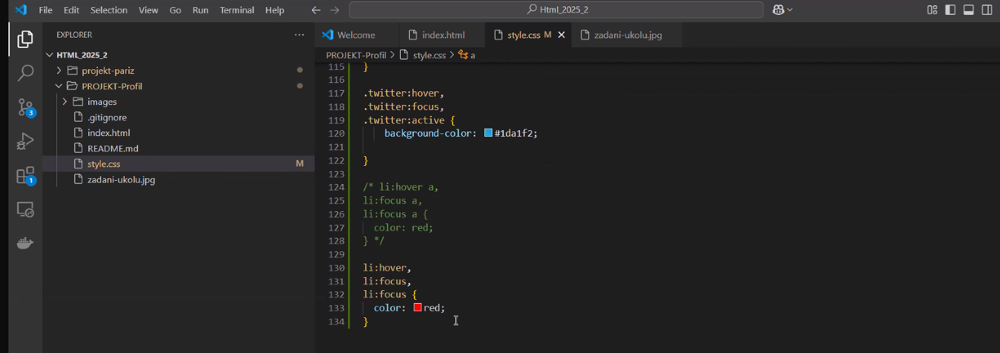 File Edit Selection View Go Run Terminal Help Html_2025_2
EXPLORER ...
HTML_2025_2
projekt-pariz
PROJEKT-Profil
images
.gitignore
index.html
README.md
style.css M
zadani-ukolu.jpg
3
1
Welcome index.html style.css M zadani-ukolu.jpg
PROJEKT-Profil > style.css > a
115 }
116
117 .twitter:hover,
118 .twitter:focus,
119 .twitter:active {
120 background-color: #1da1f2;
121
122 }
123
124 /* li:hover a,
125 li:focus a,
126 li:focus a {
127 color: red;
128 } */
129
130 li:hover,
131 li:focus,
132 li:focus {
133 color: red;
134 }